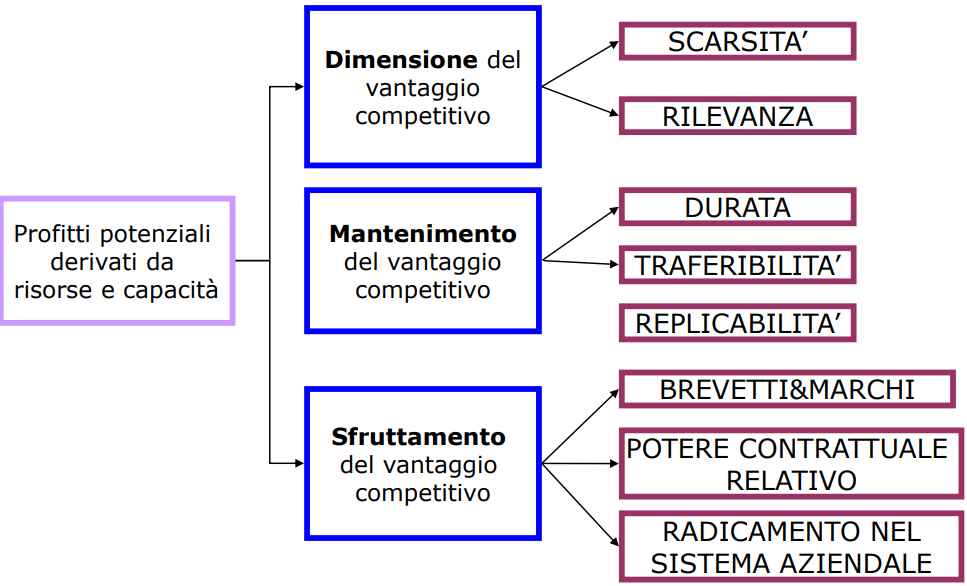 Profitti potenziali
derivati da
risorse e capacità
Dimensione del
vantaggio
competitivo
SCARSITA’
RILEVANZA
Mantenimento
del vantaggio
competitivo
DURATA
TRAFERIBILITA’
REPLICABILITA’
Sfruttamento
del vantaggio
competitivo
BREVETTI&MARCHI
POTERE CONTRATTUALE
RELATIVO
RADICAMENTO NEL
SISTEMA AZIENDALE